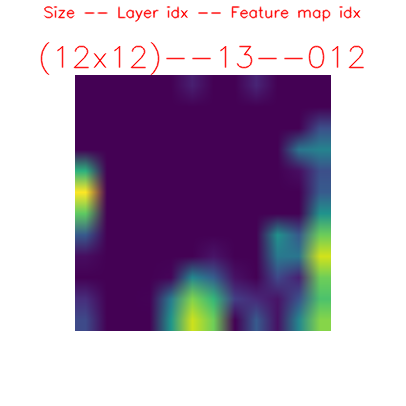 Size -- Layer idx -- Feature map idx
(12x12)--13--012